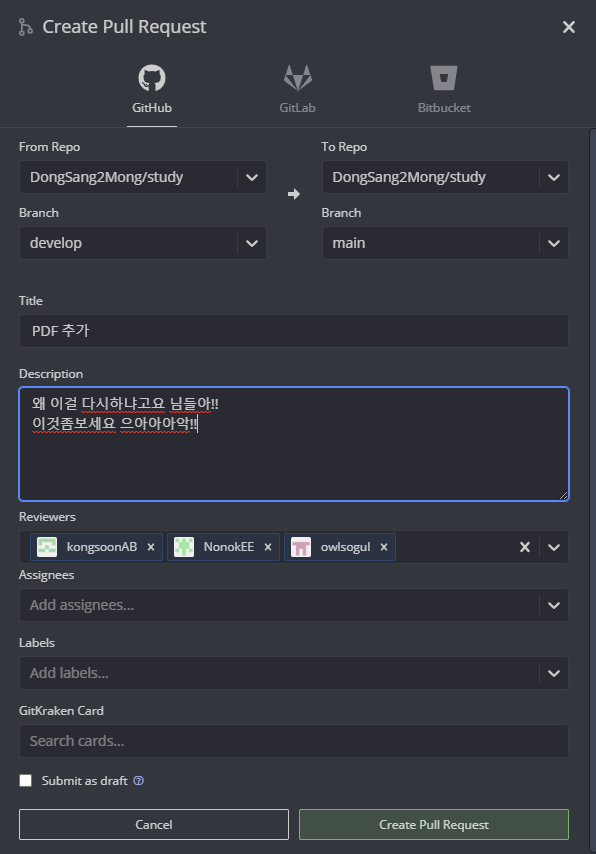 Create Pull Request
GitHub GitLab Bitbucket
From Repo To Repo
DongSang2Mong/study DongSang2Mong/study
Branch Branch
develop main
Title
PDF 추가
Description
왜 이걸 다시하냐고요 님들아!!
이것좀보세요 으아아아악!!
Reviewers
kongsoonAB NonokEE owlsogul
Assignees
Add assignees...
Labels
Add labels...
GitKraken Card
Search cards...
Submit as draft ?
Cancel Create Pull Request